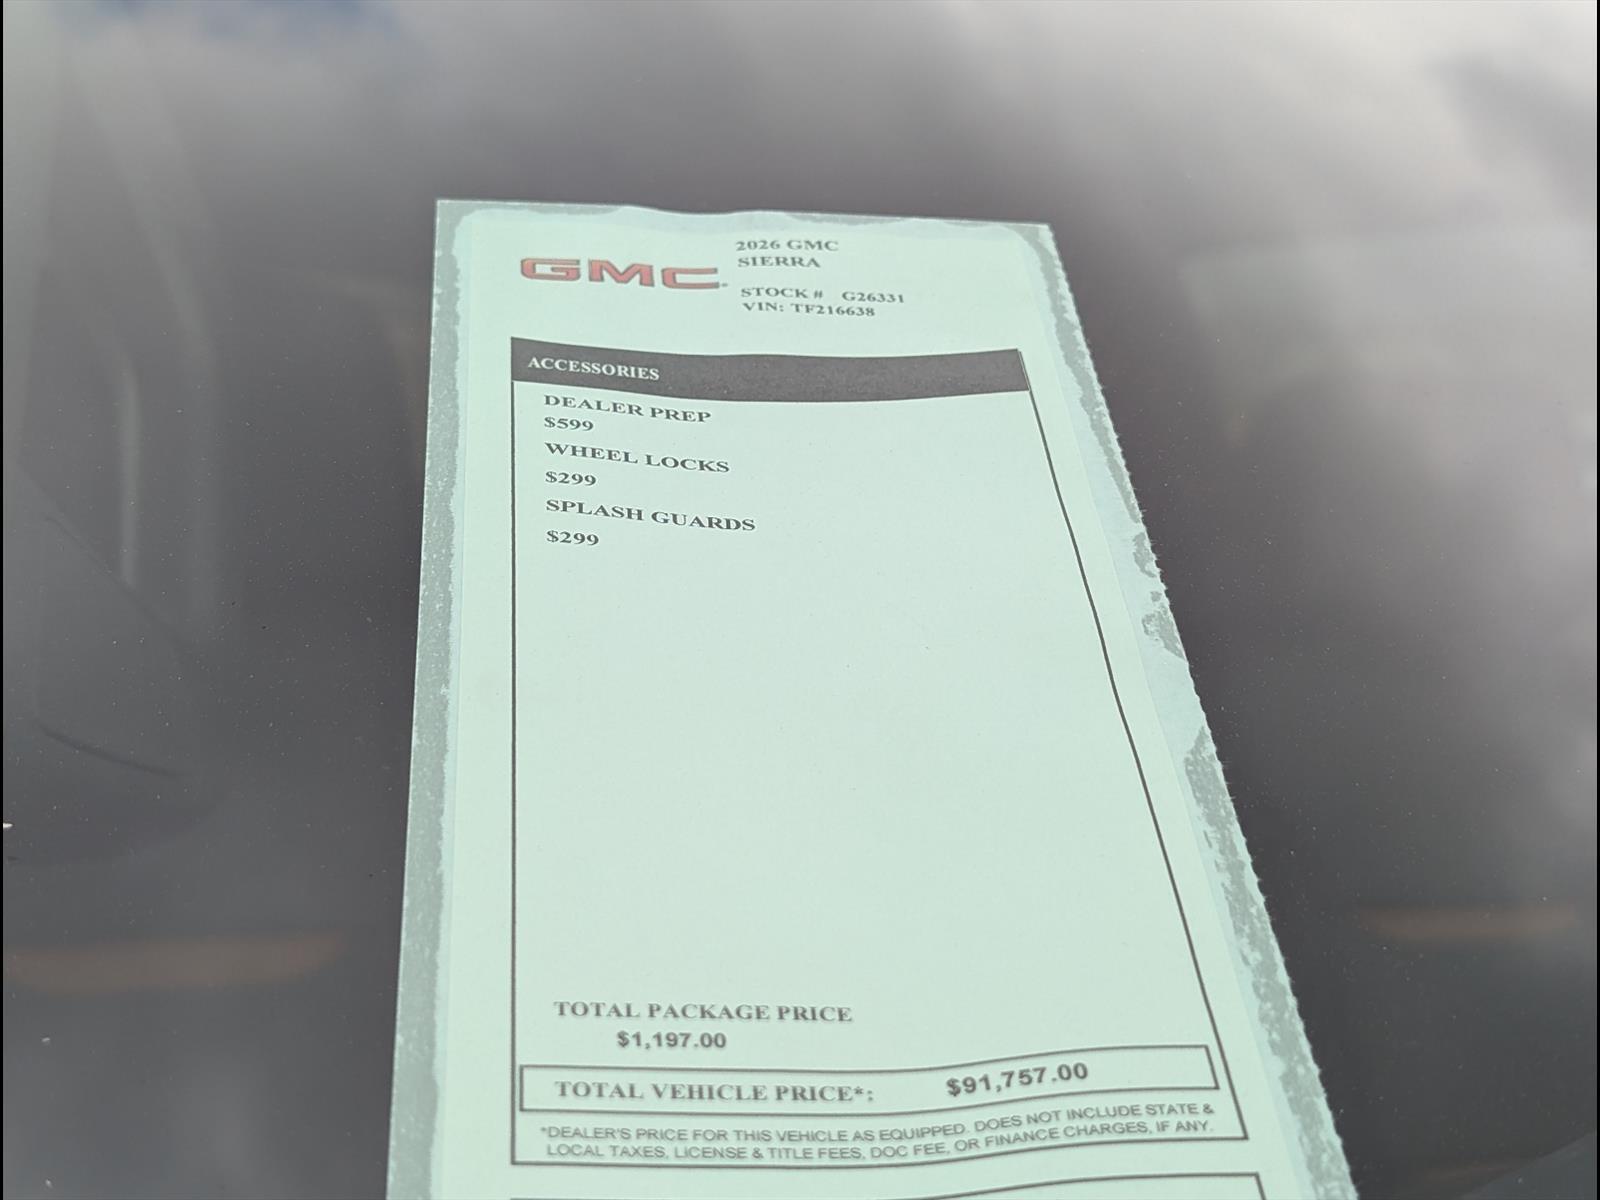 GMC
2026 GMC
SIERRA
STOCK # G26331
VIN: TF216638
ACCESSORIES
DEALER PREP
$599
WHEEL LOCKS
$299
SPLASH GUARDS
$299
TOTAL PACKAGE PRICE
$1,197.00
TOTAL VEHICLE PRICE*: $91,757.00
*DEALER'S PRICE FOR THIS VEHICLE AS EQUIPPED. DOES NOT INCLUDE STATE &
LOCAL TAXES, LICENSE & TITLE FEES, DOC FEE, OR FINANCE CHARGES, IF ANY.